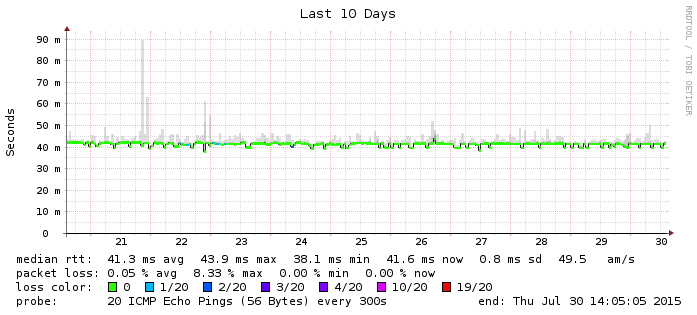 Last 10 Days
RRDTOOL / TOBI OETIKER
Seconds
90 m
80 m
70 m
60 m
50 m
40 m
30 m
20 m
10 m
0
21 22 23 24 25 26 27 28 29 30
median rtt: 41.3 ms avg 43.9 ms max 38.1 ms min 41.6 ms now 0.8 ms sd 49.5 am/s
packet loss: 0.05 % avg 8.33 % max 0.00 % min 0.00 % now
loss color: 0 1/20 2/20 3/20 4/20 10/20 19/20
probe: 20 ICMP Echo Pings (56 Bytes) every 300s end: Thu Jul 30 14:05:05 2015